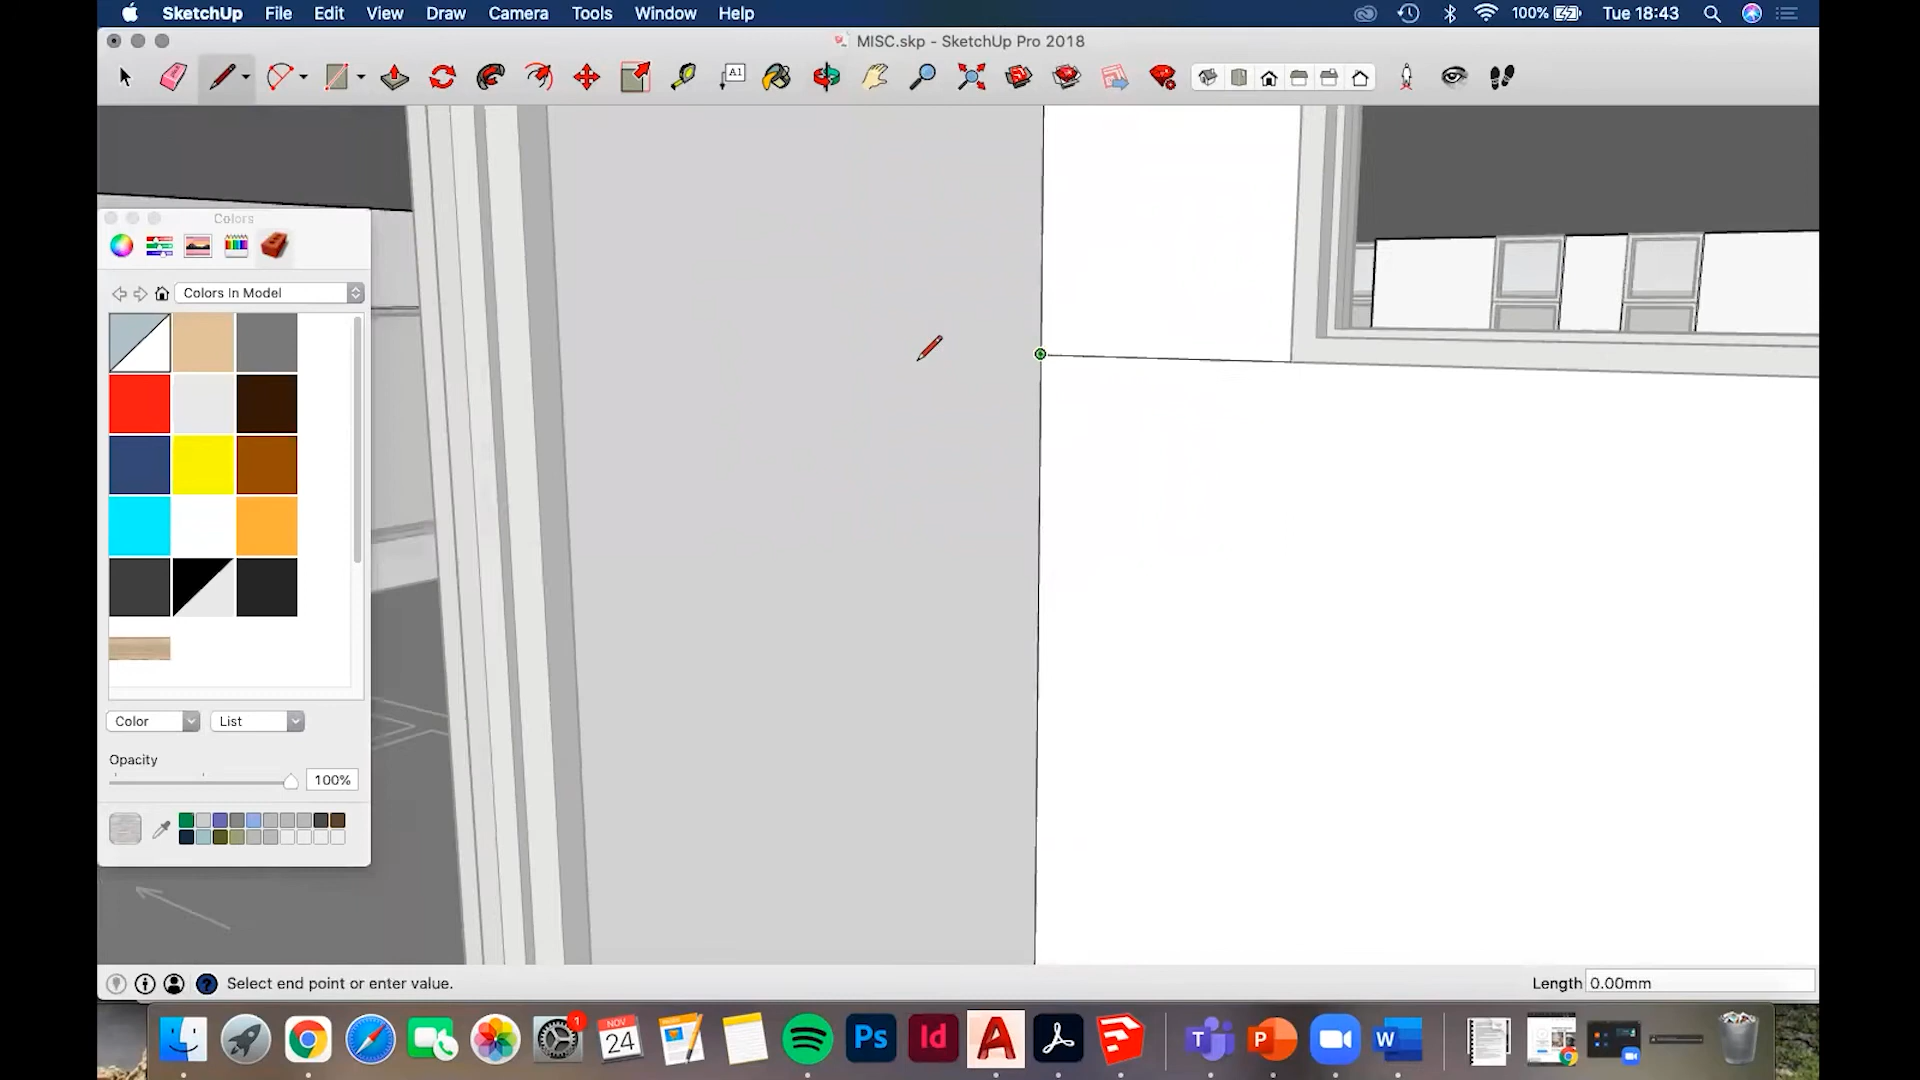 SketchUp File Edit View Draw Camera Tools Window Help 100% Tue 18:43
MISC.skp - SketchUp Pro 2018
A1
Colors
Colors In Model
Color List
Opacity
100%
Select end point or enter value. Length 0.00mm
1 NOV 24 Ps Id